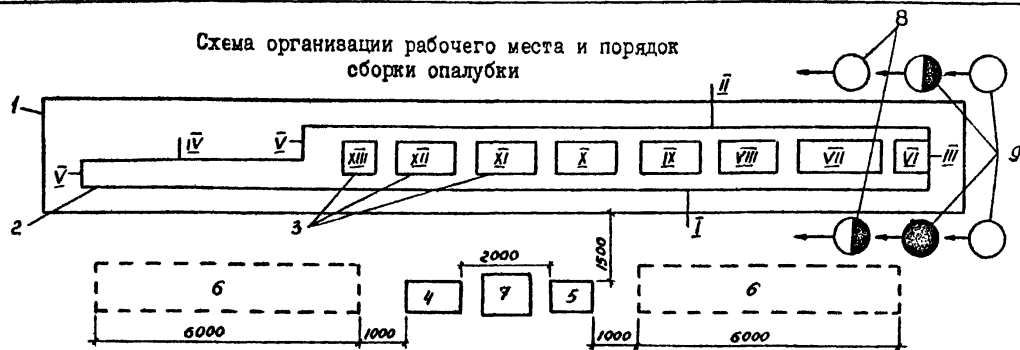 Схема организации рабочего места и порядок
сборки опалубки
8
1
II
IV
V
XIII
XII
XI
X
IX
VIII
VII
VI
III
9
V
2
3
I
1500
2000
6
4
7
5
6
6000
1000
1000
6000